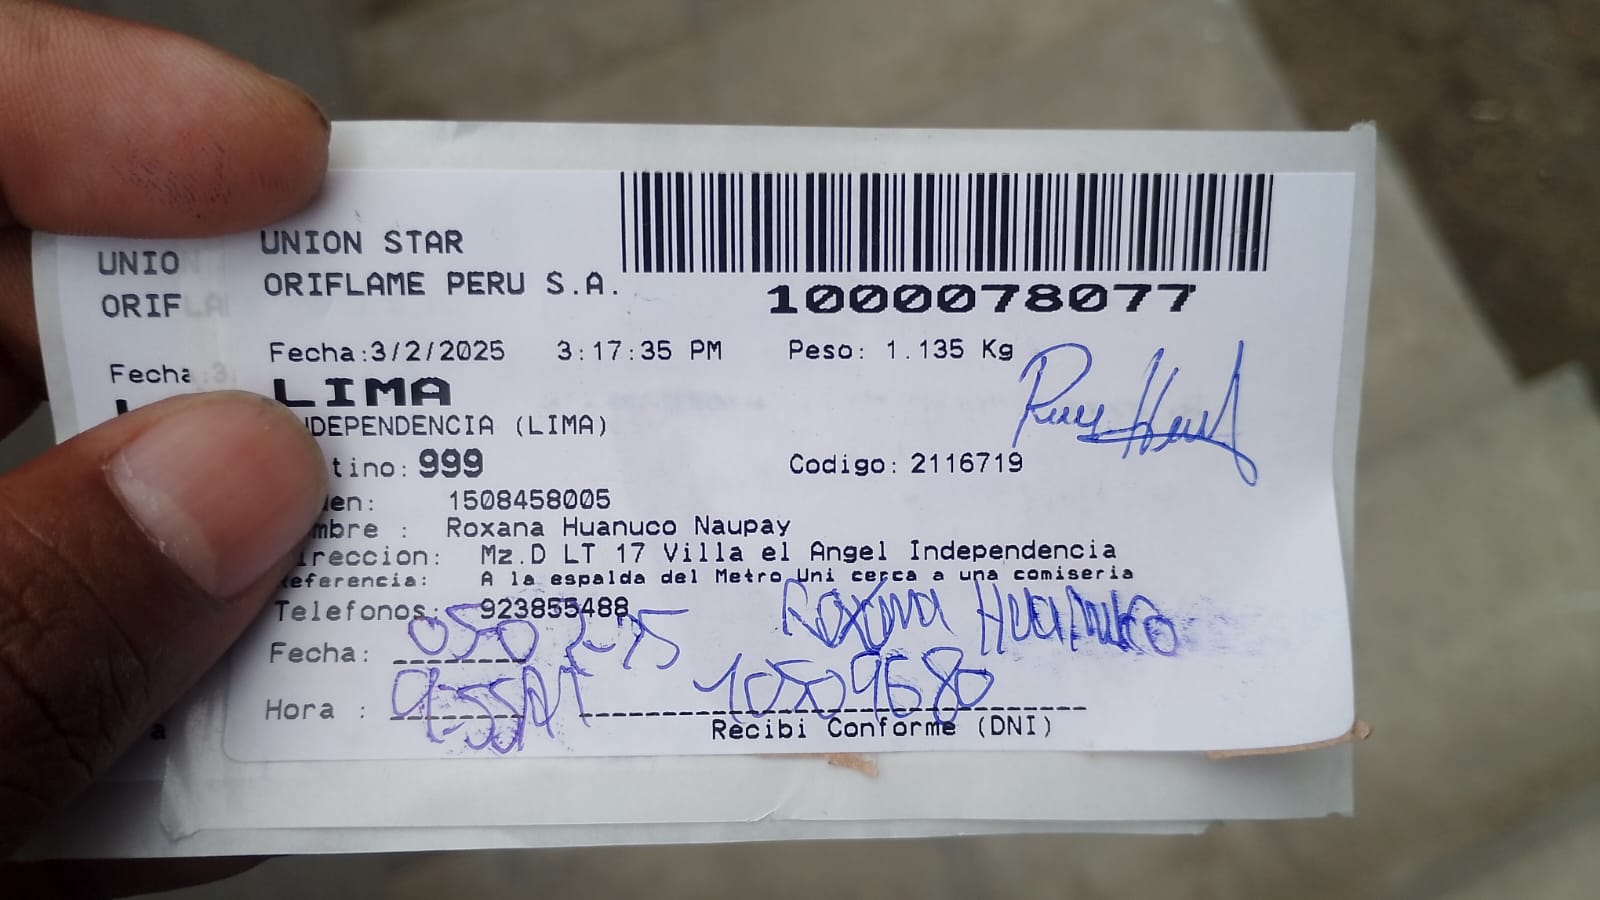 UNION STAR
ORIFLAME PERU S.A.
1000078077
Fecha:3/2/2025 3:17:35 PM Peso: 1.135 Kg
LIMA
DEPENDENCIA (LIMA)
tino: 999 Codigo: 2116719
en: 1508458005
mbre : Roxana Huanuco Naupay
ireccion: Mz.D LT 17 Villa el Angel Independencia
eferencia: A la espalda del Metro Uni cerca a una comiseria
Telefonos: 923855488
Roxana Huanuco
Fecha:
Hora : 10509680
Recibi Conforme (DNI)
UNIO
ORIF
Fecha